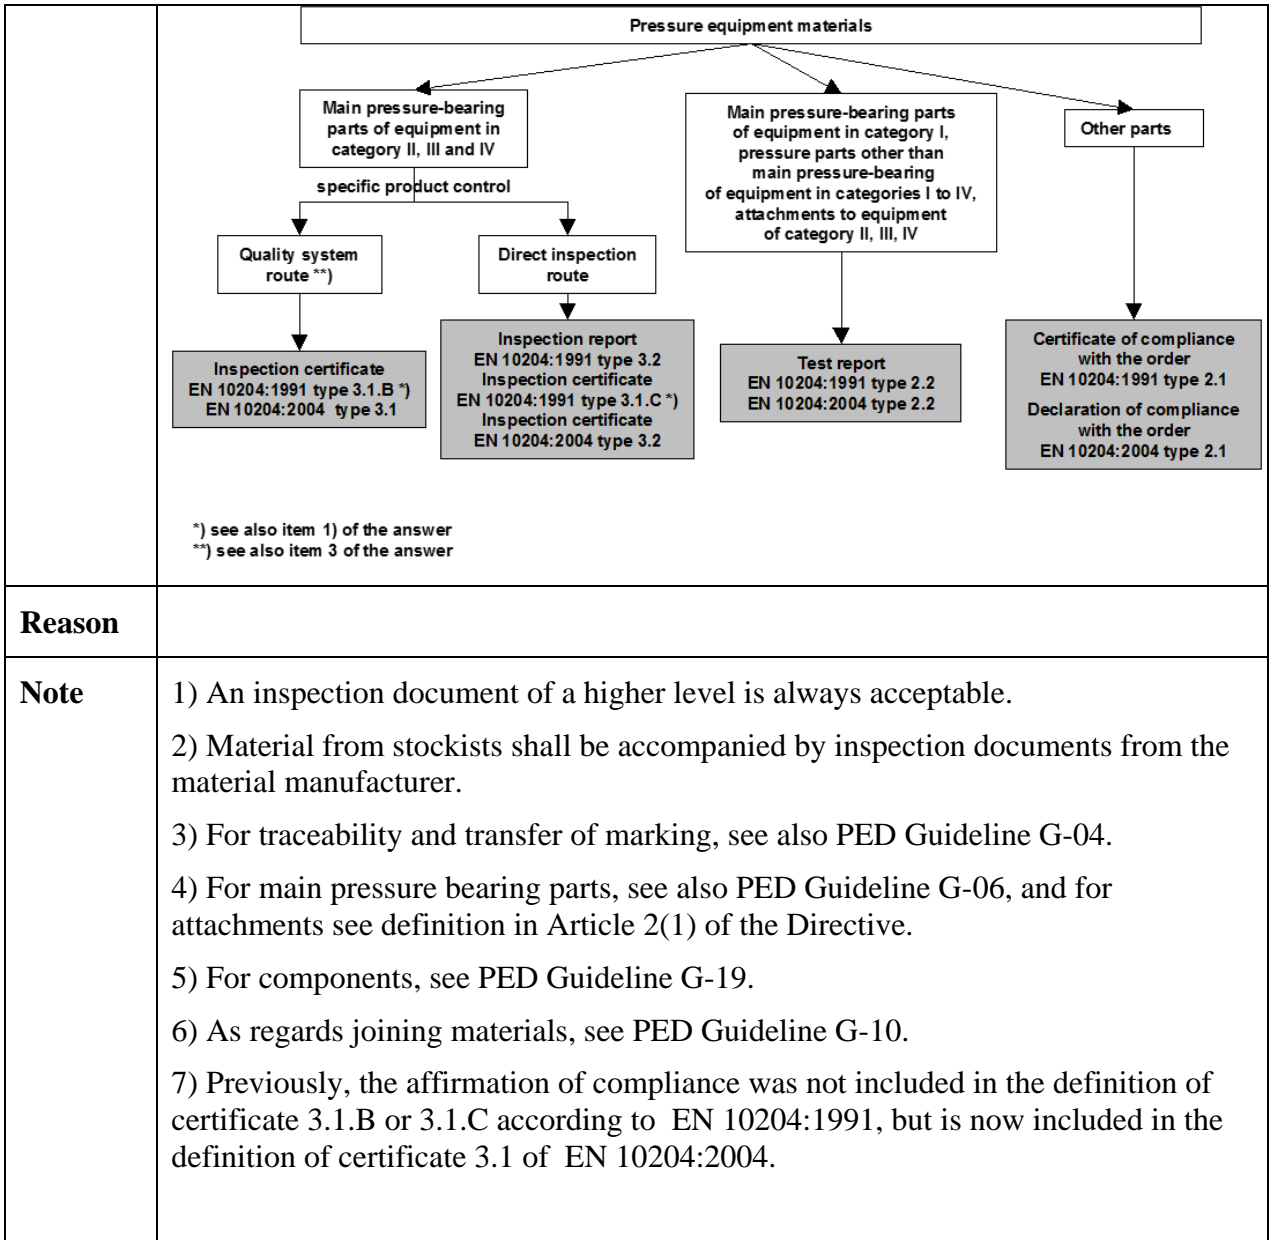 Pressure equipment materials
Main pressure-bearing
parts of equipment in
category II, III and IV
Main pressure-bearing parts
of equipment in category I,
pressure parts other than
main pressure-bearing
of equipment in categories I to IV,
attachments to equipment
of category II, III, IV
Other parts
specific product control
Quality system
route **)
Direct inspection
route
Inspection certificate
EN 10204:1991 type 3.1.B *)
EN 10204:2004 type 3.1
Inspection report
EN 10204:1991 type 3.2
Inspection certificate
EN 10204:1991 type 3.1.C *)
Inspection certificate
EN 10204:2004 type 3.2
Test report
EN 10204:1991 type 2.2
EN 10204:2004 type 2.2
Certificate of compliance
with the order
EN 10204:1991 type 2.1
Declaration of compliance
with the order
EN 10204:2004 type 2.1
*) see also item 1) of the answer
**) see also item 3 of the answer
Reason
Note
1) An inspection document of a higher level is always acceptable.
2) Material from stockists shall be accompanied by inspection documents from the
material manufacturer.
3) For traceability and transfer of marking, see also PED Guideline G-04.
4) For main pressure bearing parts, see also PED Guideline G-06, and for
attachments see definition in Article 2(1) of the Directive.
5) For components, see PED Guideline G-19.
6) As regards joining materials, see PED Guideline G-10.
7) Previously, the affirmation of compliance was not included in the definition of
certificate 3.1.B or 3.1.C according to EN 10204:1991, but is now included in the
definition of certificate 3.1 of EN 10204:2004.